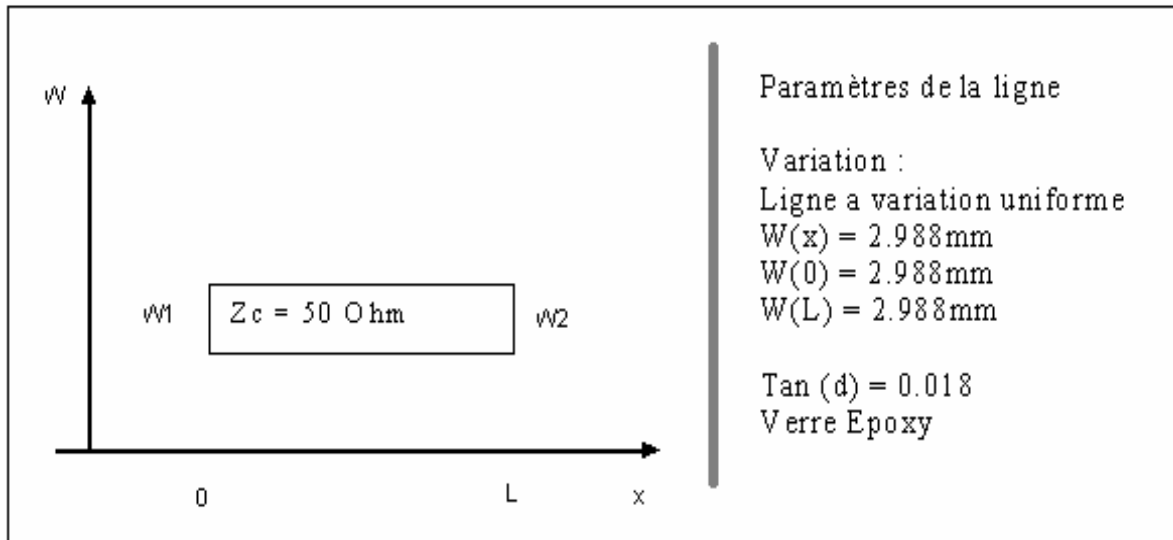 W
W1
Zc = 50 Ohm
W2
0
L
x
Paramètres de la ligne
Variation :
Ligne a variation uniforme
W(x) = 2.988mm
W(0) = 2.988mm
W(L) = 2.988mm
Tan (d) = 0.018
Verre Epoxy